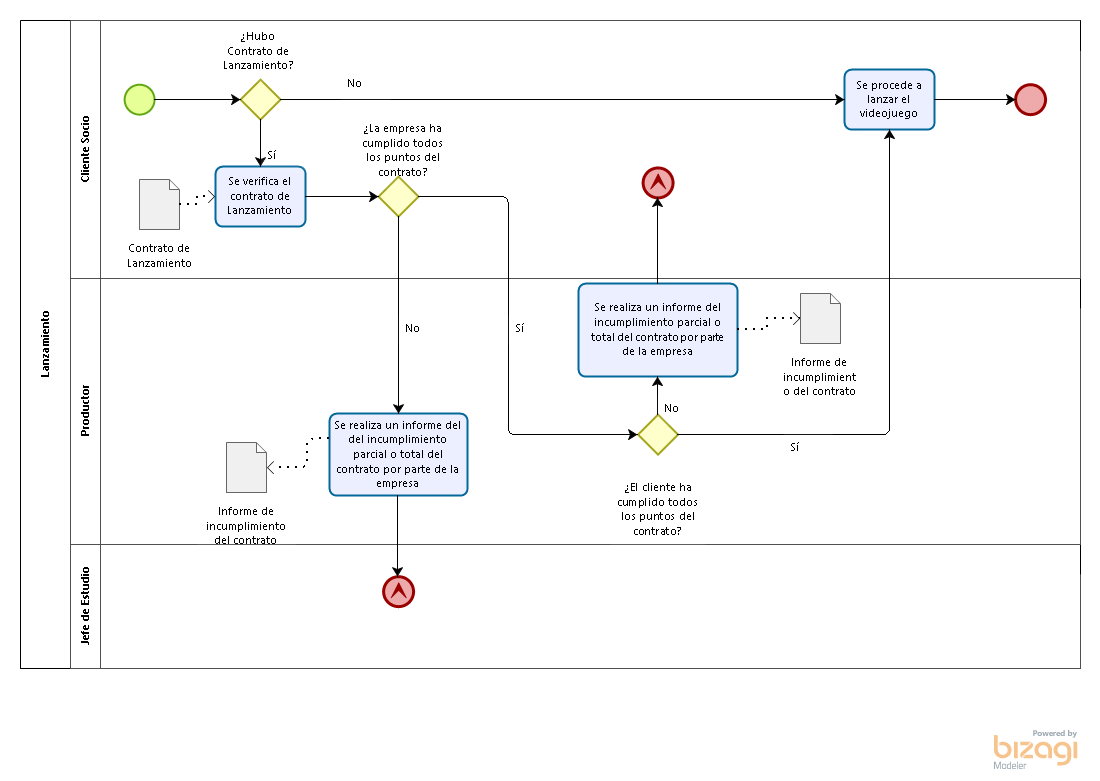 ¿Hubo
Contrato de
Lanzamiento?
No
Se procede a
lanzar el
videojuego
¿La empresa ha
cumplido todos
los puntos del
contrato?
Sí
Se verifica el
contrato de
Lanzamiento
Contrato de
Lanzamiento
Cliente Socio
Lanzamiento
Productor
No
Sí
Se realiza un informe del
incumplimiento parcial o
total del contrato por parte
de la empresa
Informe de
incumplimient
o del contrato
No
Sí
Se realiza un informe del
del incumplimiento
parcial o total del
contrato por parte de la
empresa
Informe de
incumplimiento
del contrato
¿El cliente ha
cumplido todos
los puntos del
contrato?
Jefe de Estudio
Powered by
bizagi
Modeler